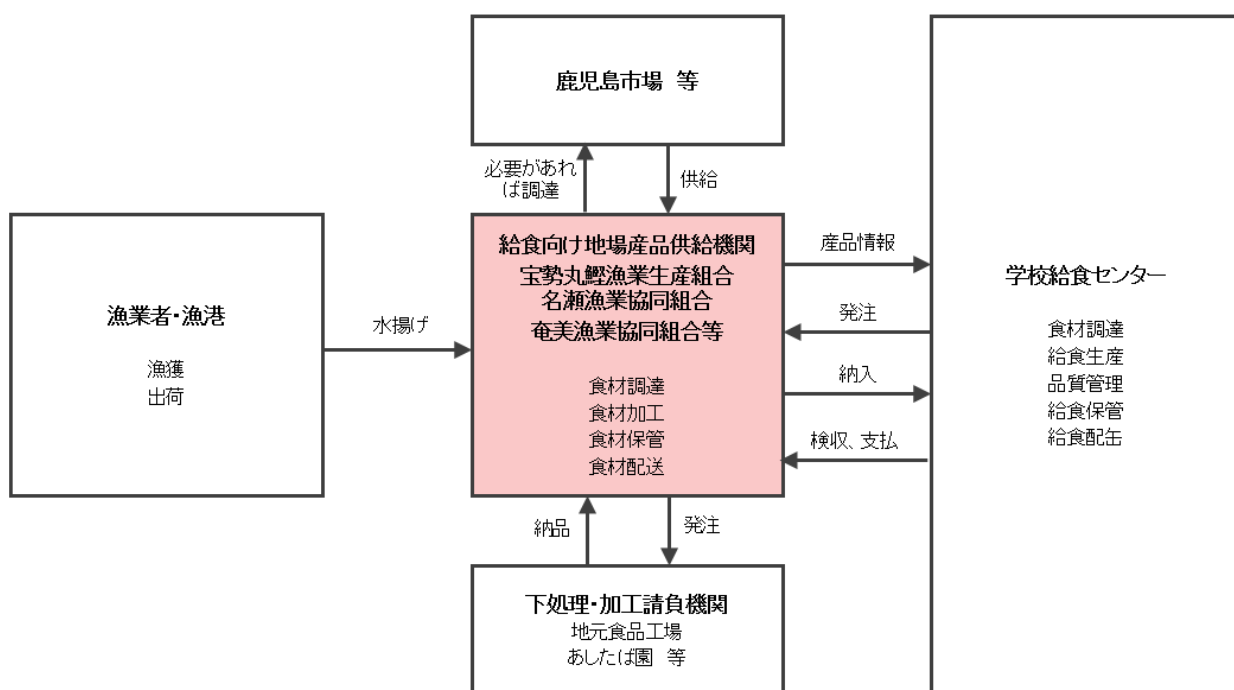 鹿児島市場　等
必要があれ
ば調達
供給
漁業者・漁港
漁獲
出荷
水揚げ
給食向け地場産品供給機関
宝勢丸鰹漁業生産組合
名瀬漁業協同組合
奄美漁業協同組合等
食材調達
食材加工
食材保管
食材配送
産品情報
発注
納入
検収、支払
学校給食センター
食材調達
給食生産
品質管理
給食保管
給食配缶
納品
発注
下処理・加工請負機関
地元食品工場
あしたば園　等